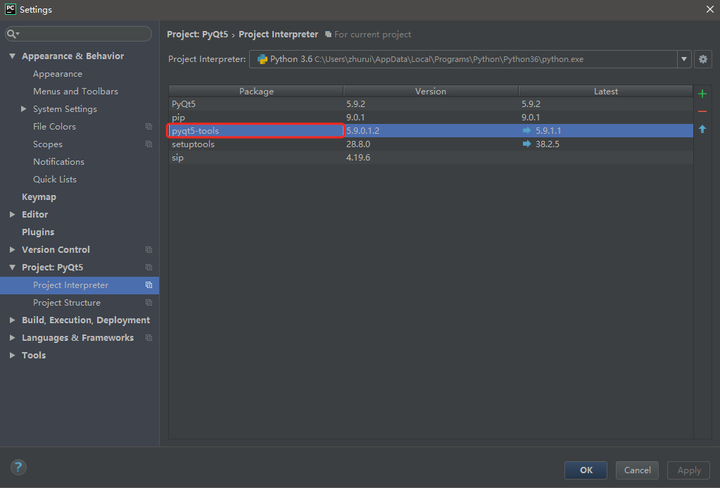 PC Settings
Project: PyQt5 › Project Interpreter For current project
Project Interpreter: Python 3.6 C:\Users\zhurui\AppData\Local\Programs\Python\Python36\python.exe
Appearance & Behavior
Appearance
Menus and Toolbars
System Settings
File Colors
Scopes
Notifications
Quick Lists
Keymap
Editor
Plugins
Version Control
Project: PyQt5
Project Interpreter
Project Structure
Build, Execution, Deployment
Languages & Frameworks
Tools
Package Version Latest
PyQt5 5.9.2 5.9.2
pip 9.0.1 9.0.1
pyqt5-tools 5.9.0.1.2 5.9.1.1
setuptools 28.8.0 38.2.5
sip 4.19.6
?
OK Cancel Apply